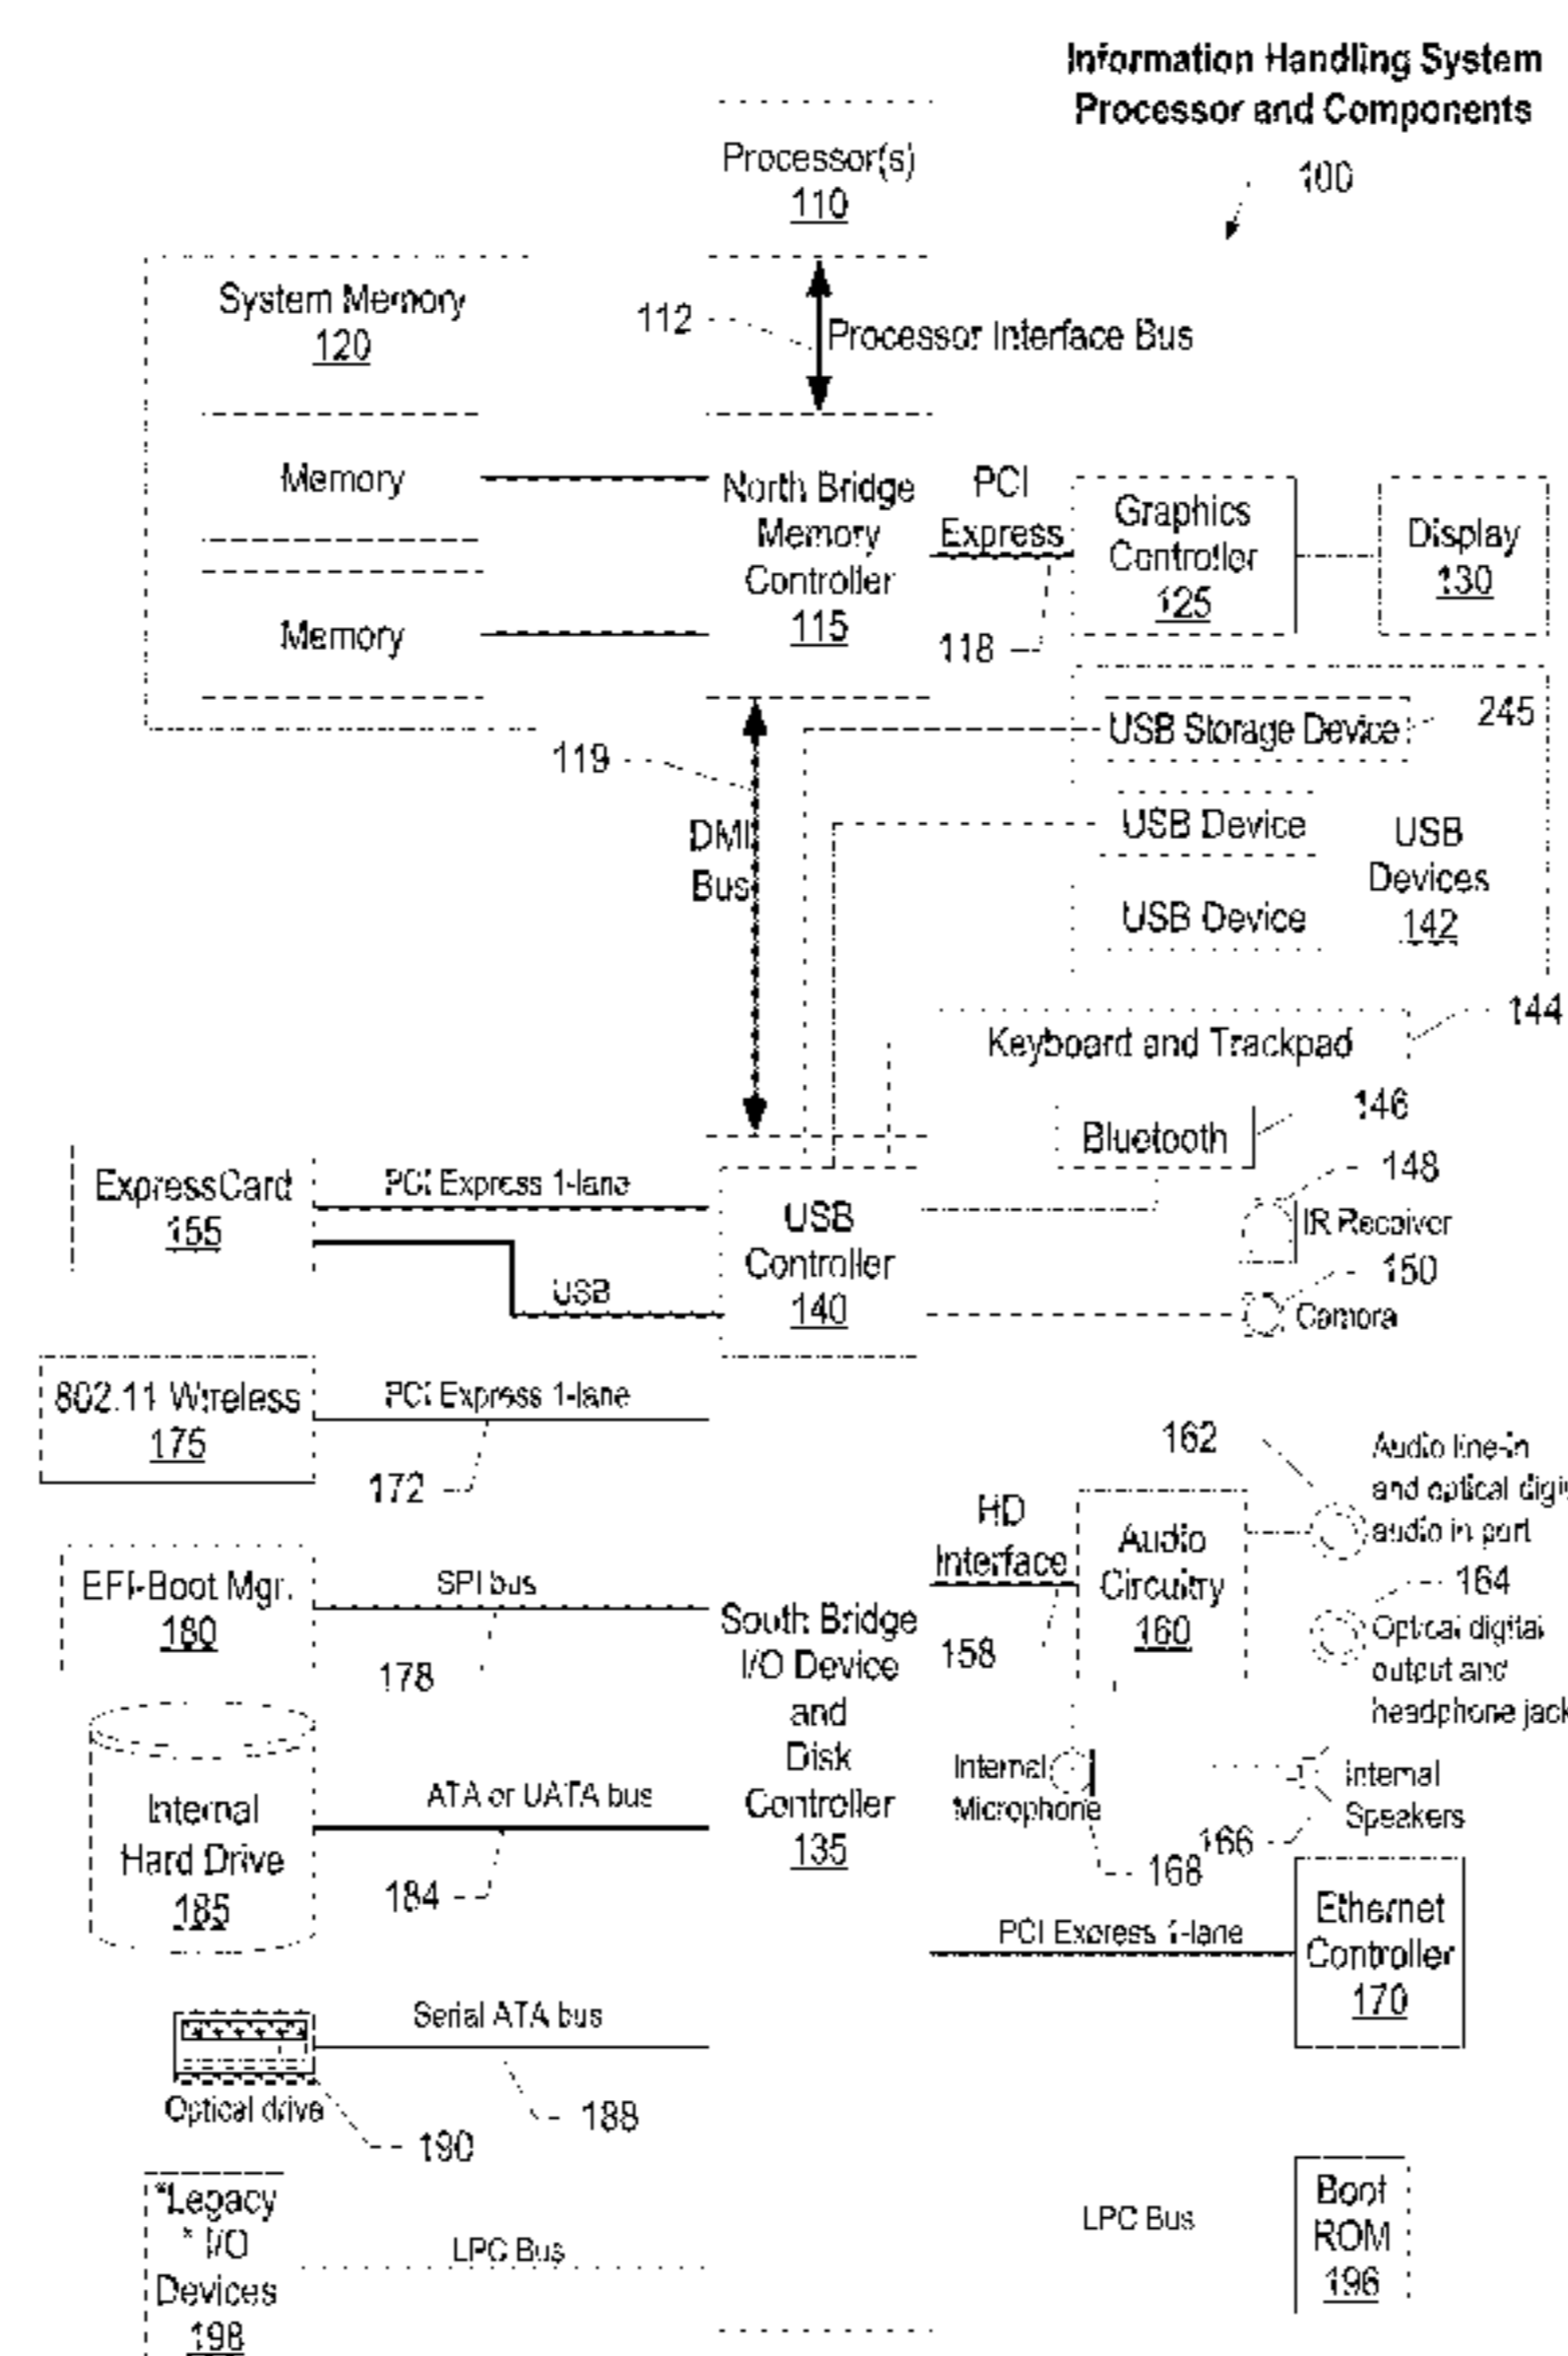 Information Handling System
Processor and Components
100
Processor(s)
110
System Memory
120
112
Processor Interface Bus
Memory
Memory
North Bridge
Memory
Controller
115
PCI
Express
118
Graphics
Controller
125
Display
130
119
DMI
Bus
USB Storage Device
245
USB Device
USB Device
USB
Devices
142
Keyboard and Trackpad
144
Bluetooth
146
148
IR Receiver
150
Camera
ExpressCard
155
PCI Express 1-lane
USB
USB
Controller
140
802.11 Wireless
175
PCI Express 1-lane
172
EFI-Boot Mgr.
180
SPI bus
178
South Bridge
I/O Device
and
Disk
Controller
135
HD
Interface
158
Audio
Circuitry
160
162
Audio line-in
and optical
audio in port
164
Optical digital
output and
headphone jack
Internal
Microphone
168
166
Internal
Speakers
Internal
Hard Drive
185
ATA or UATA bus
184
PCI Express 1-lane
Ethernet
Controller
170
Serial ATA bus
188
Optical drive
190
*Legacy
* I/O
Devices
198
LPC Bus
LPC Bus
Boot
ROM
196